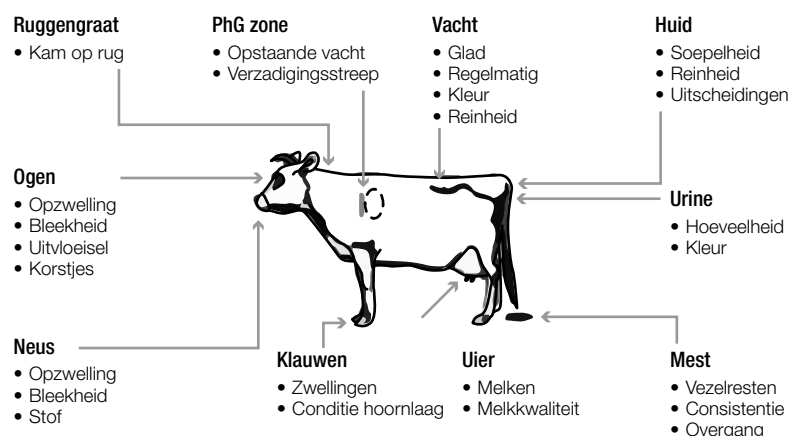 Ruggengraat
• Kam op rug
PhG zone
• Opstaande vacht
• Verzadigingsstreep
Vacht
• Glad
• Regelmatig
• Kleur
• Reinheid
Huid
• Soepelheid
• Reinheid
• Uitscheidingen
Ogen
• Opzwelling
• Bleekheid
• Uitvloeisel
• Korstjes
Urine
• Hoeveelheid
• Kleur
Neus
• Opzwelling
• Bleekheid
• Stof
Klauwen
• Zwellingen
• Conditie hoornlaag
Uier
• Melken
• Melkkwaliteit
Mest
• Vezelresten
• Consistentie
• Overgang